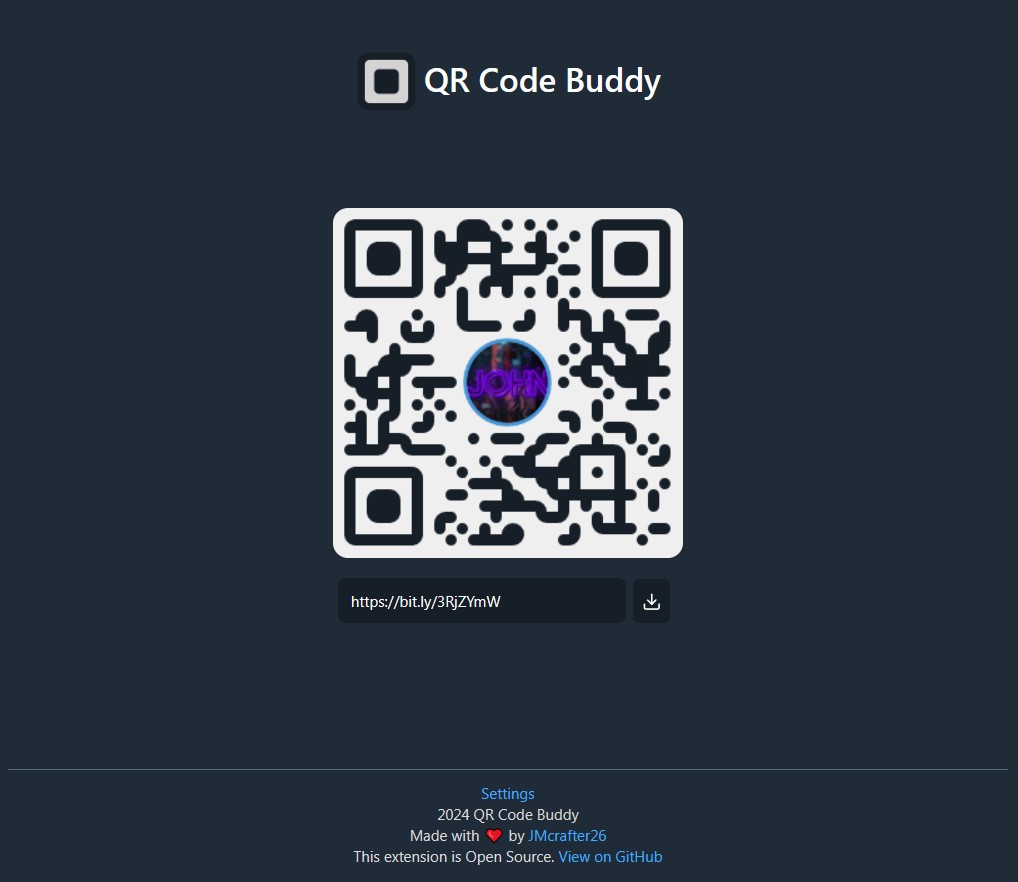 QR Code Buddy
JOHN
https://bit.ly/3RjZYmW
Settings
2024 QR Code Buddy
Made with ❤️ by JMcrafter26
This extension is Open Source. View on GitHub